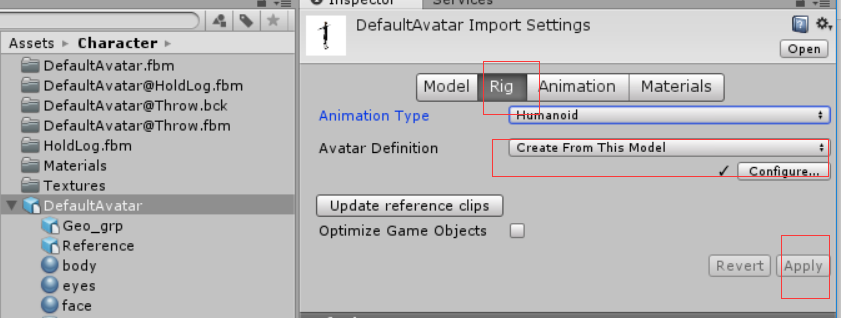 Inspector
Services
Assets ▸ Character ▸
DefaultAvatar.fbm
DefaultAvatar@HoldLog.fbm
DefaultAvatar@Throw.bck
DefaultAvatar@Throw.fbm
HoldLog.fbm
Materials
Textures
DefaultAvatar
Geo_grp
Reference
body
eyes
face
DefaultAvatar Import Settings
Open
Model Rig Animation Materials
Animation Type Humanoid
Avatar Definition Create From This Model
✓ Configure...
Update reference clips
Optimize Game Objects
Revert Apply